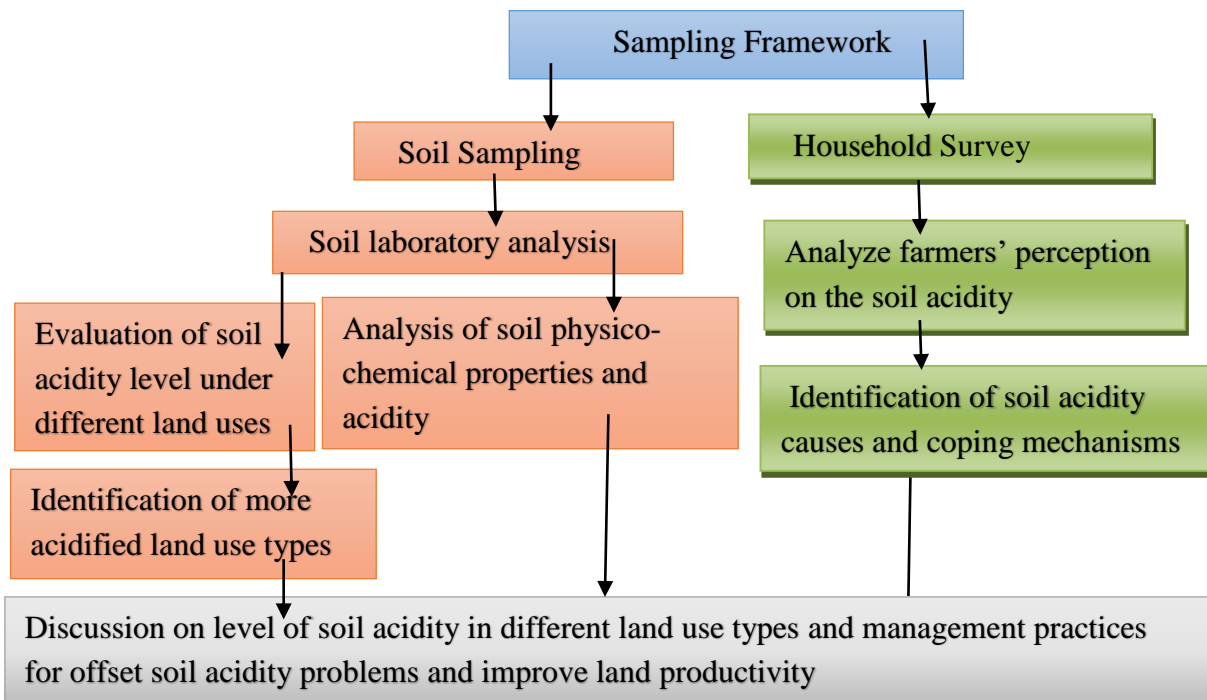 Sampling Framework
Soil Sampling
Household Survey
Soil laboratory analysis
Analyze farmers’ perception
on the soil acidity
Evaluation of soil
acidity level under
different land uses
Analysis of soil physico-
chemical properties and
acidity
Identification of soil acidity
causes and coping mechanisms
Identification of more
acidified land use types
Discussion on level of soil acidity in different land use types and management practices
for offset soil acidity problems and improve land productivity